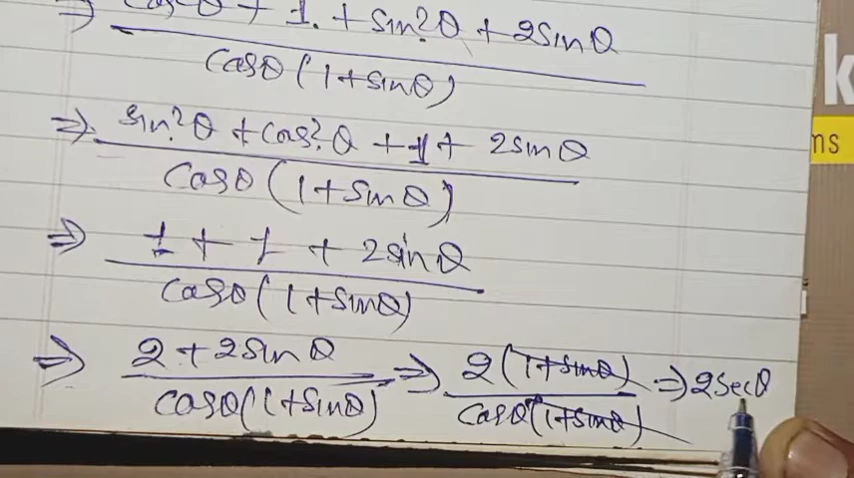 ⇒ cos²θ + 1 + sin²θ + 2sinθ
cosθ(1+sinθ)
⇒ sin²θ + cos²θ + 1 + 2sinθ
cosθ(1+sinθ)
⇒ 1 + 1 + 2sinθ
cosθ(1+sinθ)
⇒ 2+2sinθ ⇒ 2(1+sinθ) ⇒ 2secθ
cosθ(1+sinθ) cosθ(1+sinθ)
k
ms